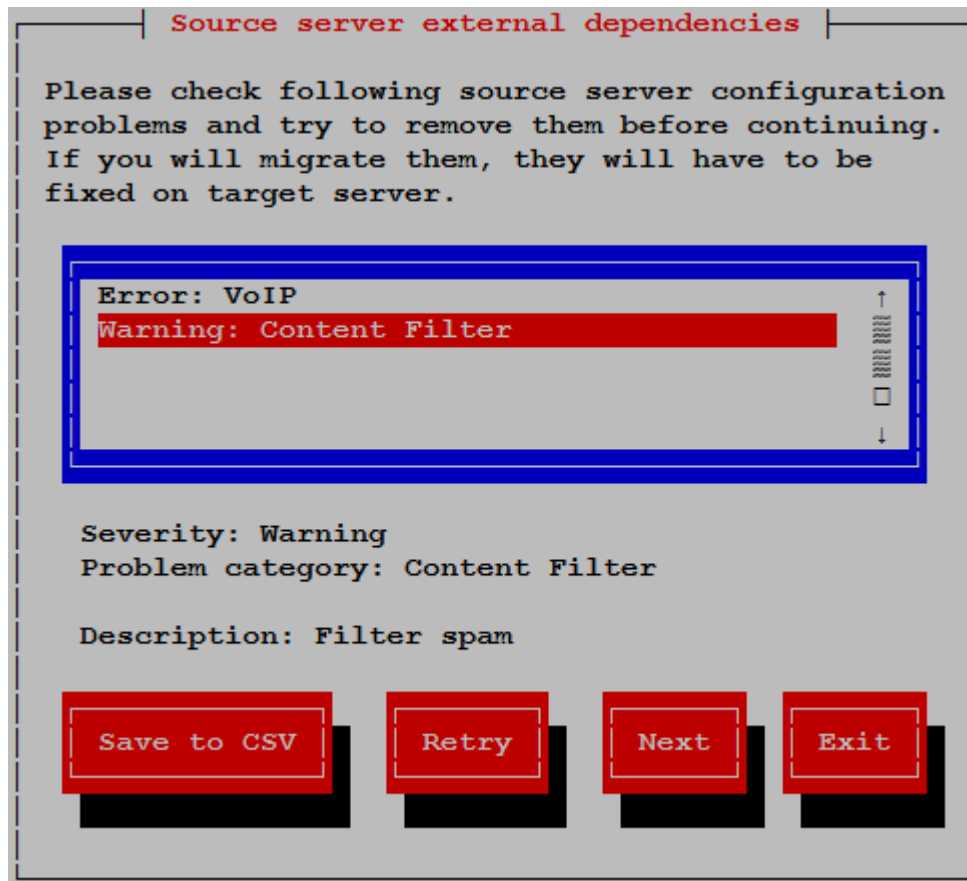 Source server external dependencies
Please check following source server configuration
problems and try to remove them before continuing.
If you will migrate them, they will have to be
fixed on target server.
Error: VoIP
Warning: Content Filter
Severity: Warning
Problem category: Content Filter
Description: Filter spam
Save to CSV Retry Next Exit